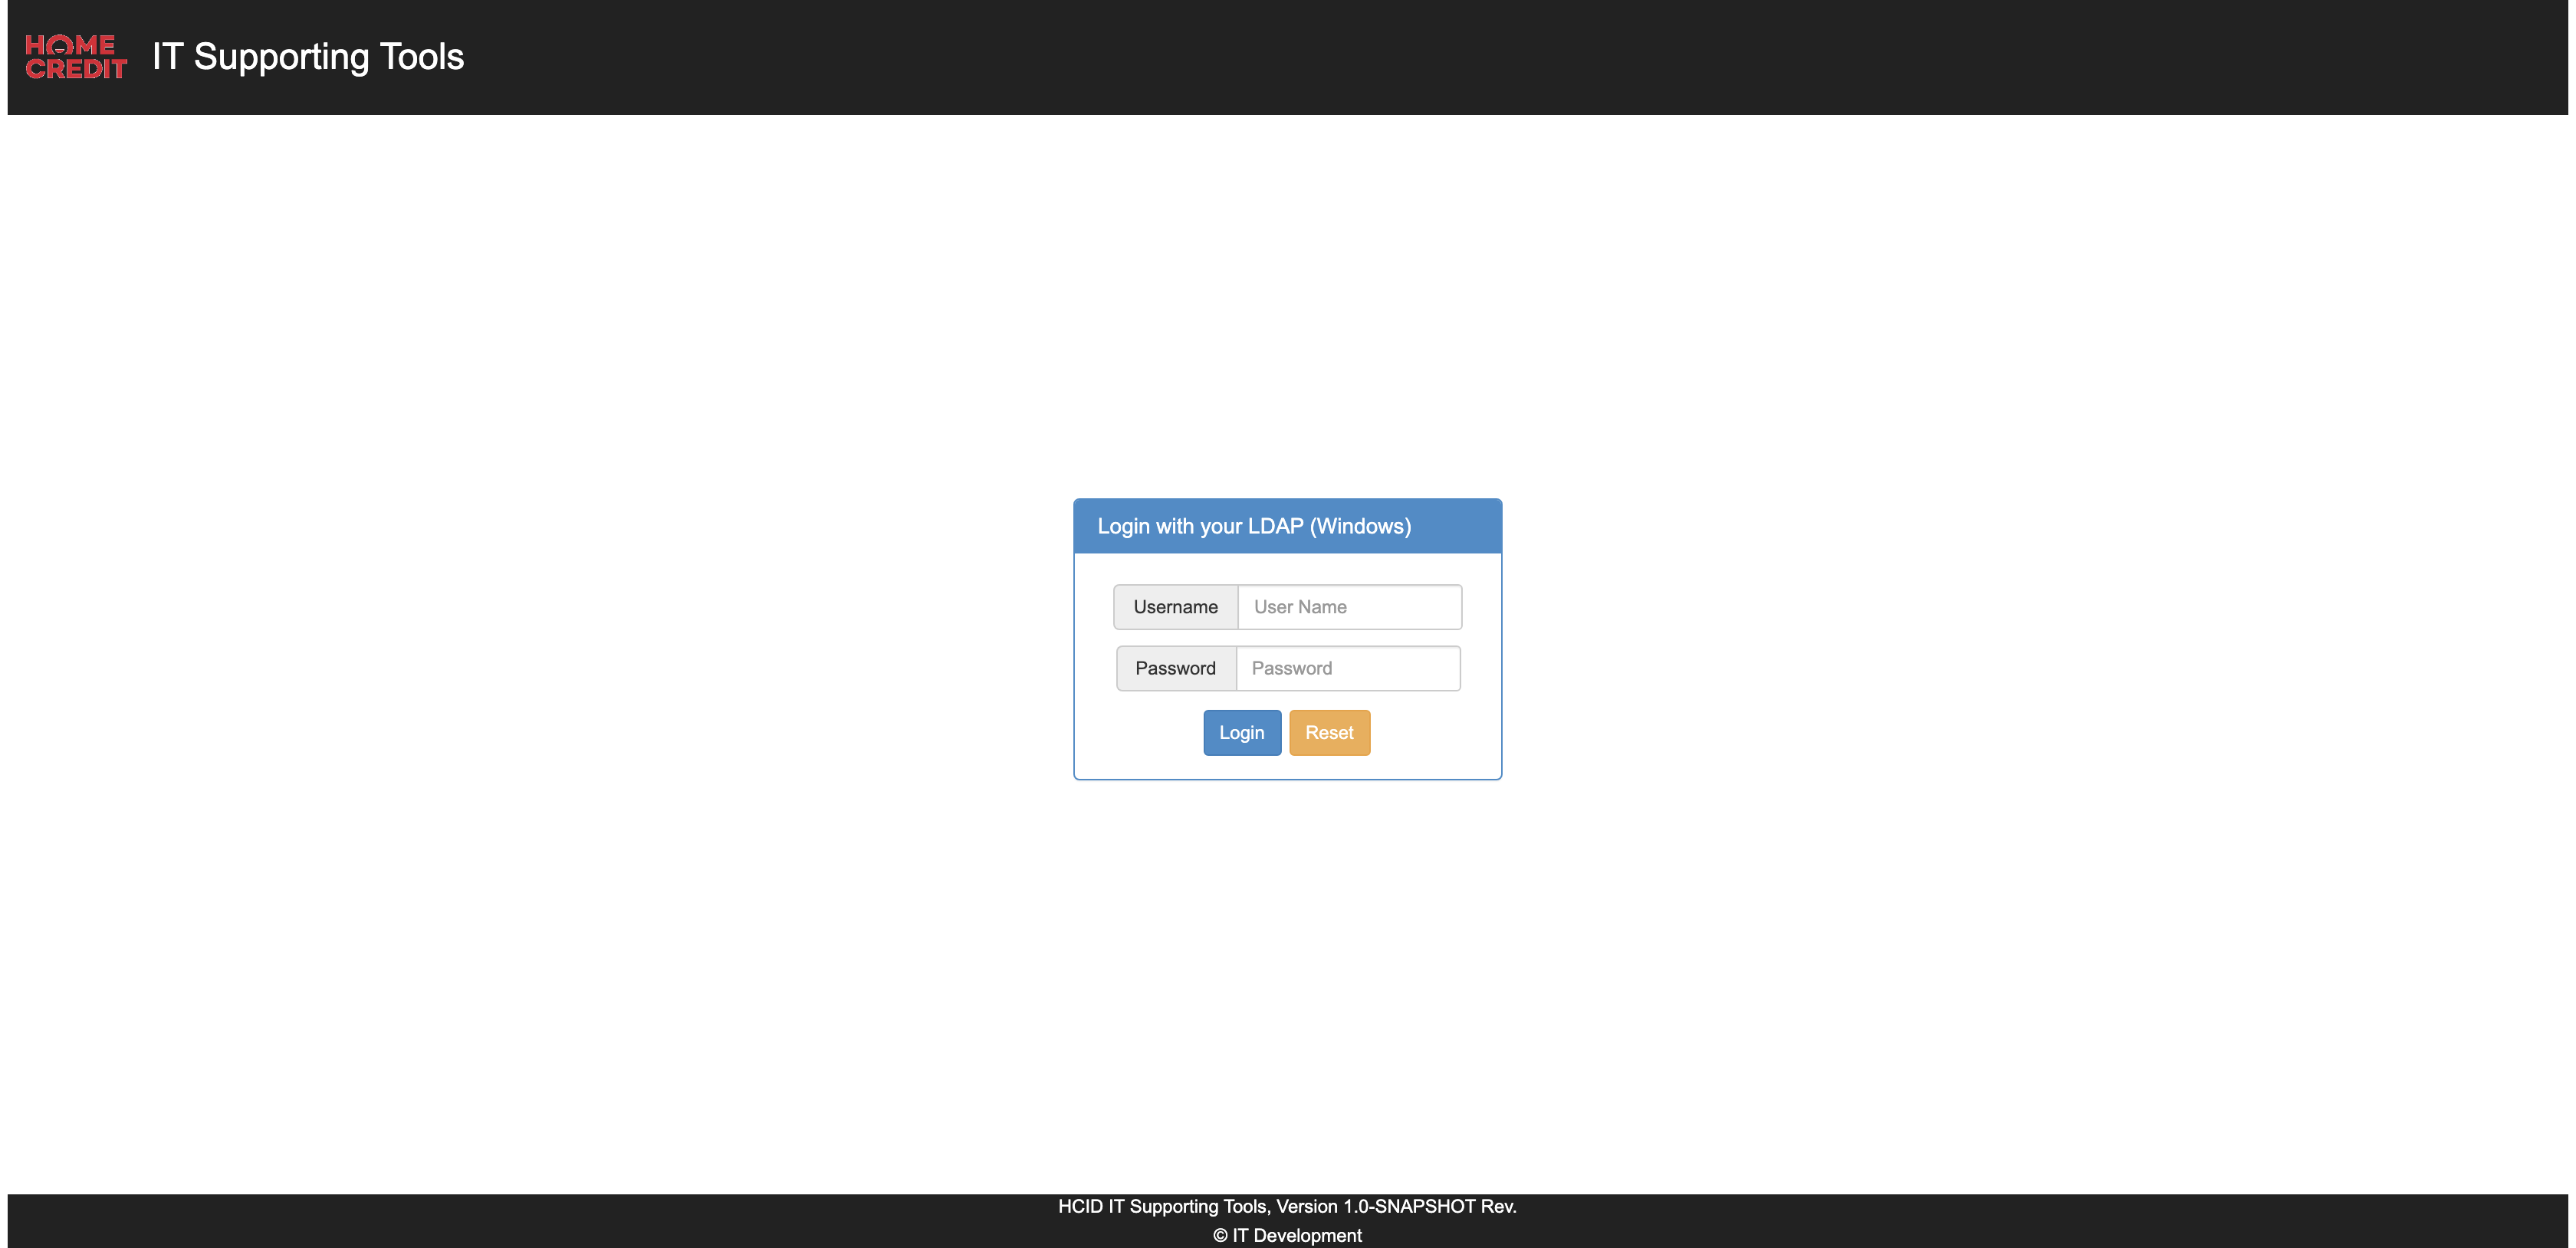 HOME
CREDIT
IT Supporting Tools
Login with your LDAP (Windows)
Username User Name
Password Password
Login Reset
HCID IT Supporting Tools, Version 1.0-SNAPSHOT Rev.
© IT Development